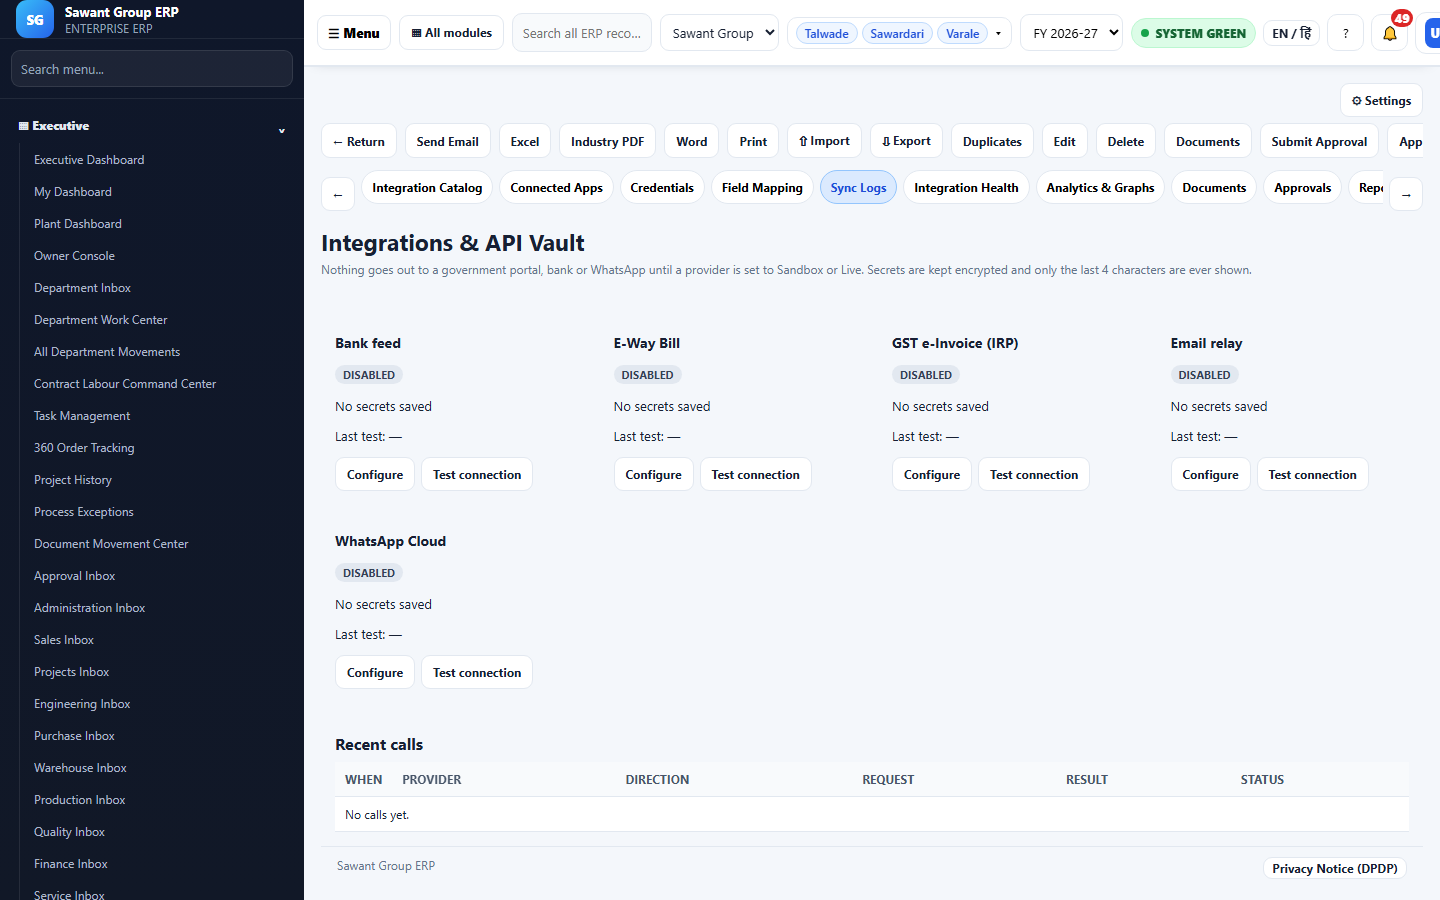 SG
Sawant Group ERP
ENTERPRISE ERP
Search menu...
Executive
Executive Dashboard
My Dashboard
Plant Dashboard
Owner Console
Department Inbox
Department Work Center
All Department Movements
Contract Labour Command Center
Task Management
360 Order Tracking
Project History
Process Exceptions
Document Movement Center
Approval Inbox
Administration Inbox
Sales Inbox
Projects Inbox
Engineering Inbox
Purchase Inbox
Warehouse Inbox
Production Inbox
Quality Inbox
Finance Inbox
Service Inbox
☰ Menu
All modules
Search all ERP reco...
Sawant Group
Talwade Sawardari Varale
FY 2026-27
SYSTEM GREEN
EN / हिं
?
49
U
⚙ Settings
← Return
Send Email
Excel
Industry PDF
Word
Print
⇧ Import
⇩ Export
Duplicates
Edit
Delete
Documents
Submit Approval
App
←
Integration Catalog
Connected Apps
Credentials
Field Mapping
Sync Logs
Integration Health
Analytics & Graphs
Documents
Approvals
Repo
→
Integrations & API Vault
Nothing goes out to a government portal, bank or WhatsApp until a provider is set to Sandbox or Live. Secrets are kept encrypted and only the last 4 characters are ever shown.
Bank feed
DISABLED
No secrets saved
Last test: —
Configure Test connection
E-Way Bill
DISABLED
No secrets saved
Last test: —
Configure Test connection
GST e-Invoice (IRP)
DISABLED
No secrets saved
Last test: —
Configure Test connection
Email relay
DISABLED
No secrets saved
Last test: —
Configure Test connection
WhatsApp Cloud
DISABLED
No secrets saved
Last test: —
Configure Test connection
Recent calls
WHEN PROVIDER DIRECTION REQUEST RESULT STATUS
No calls yet.
Sawant Group ERP
Privacy Notice (DPDP)